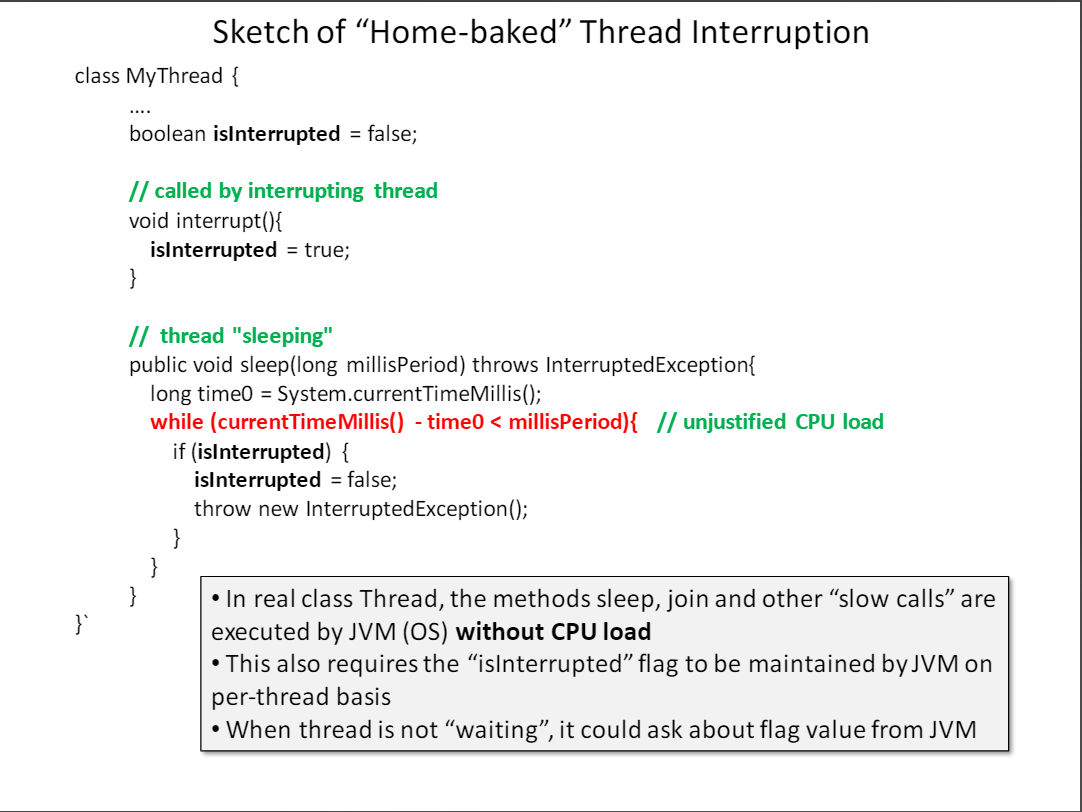 Sketch of “Home-baked” Thread Interruption
class MyThread {
….
boolean isInterrupted = false;
// called by interrupting thread
void interrupt(){
isInterrupted = true;
}
// thread "sleeping"
public void sleep(long millisPeriod) throws InterruptedException{
long time0 = System.currentTimeMillis();
while (currentTimeMillis() - time0 < millisPeriod){ // unjustified CPU load
if (isInterrupted) {
isInterrupted = false;
throw new InterruptedException();
}
}
}
}`
• In real class Thread, the methods sleep, join and other “slow calls” are
executed by JVM (OS) without CPU load
• This also requires the “isInterrupted” flag to be maintained by JVM on
per-thread basis
• When thread is not “waiting”, it could ask about flag value from JVM